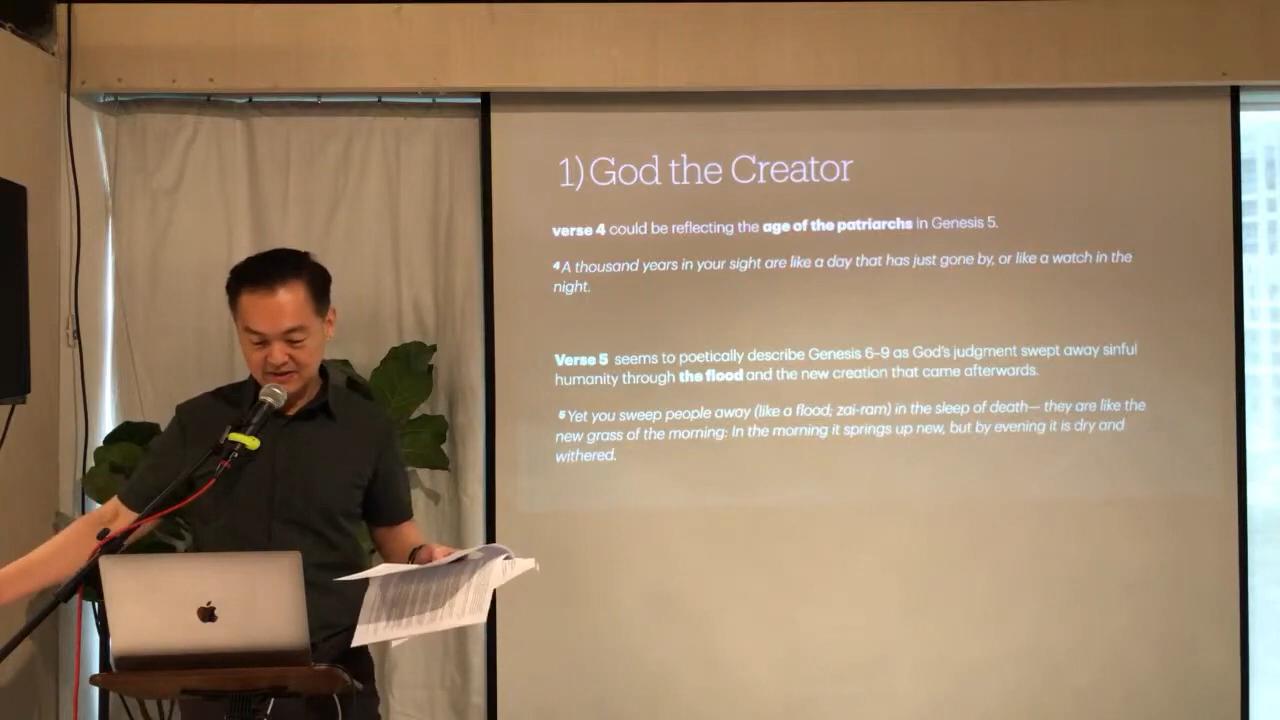 1) God the Creator
verse 4 could be reflecting the age of the patriarchs in Genesis 5.
4 A thousand years in your sight are like a day that has just gone by, or like a watch in the
night.
Verse 5 seems to poetically describe Genesis 6-9 as God's judgment swept away sinful
humanity through the flood and the new creation that came afterwards.
5 Yet you sweep people away (like a flood; zai-ram) in the sleep of death— they are like the
new grass of the morning: In the morning it springs up new, but by evening it is dry and
withered.